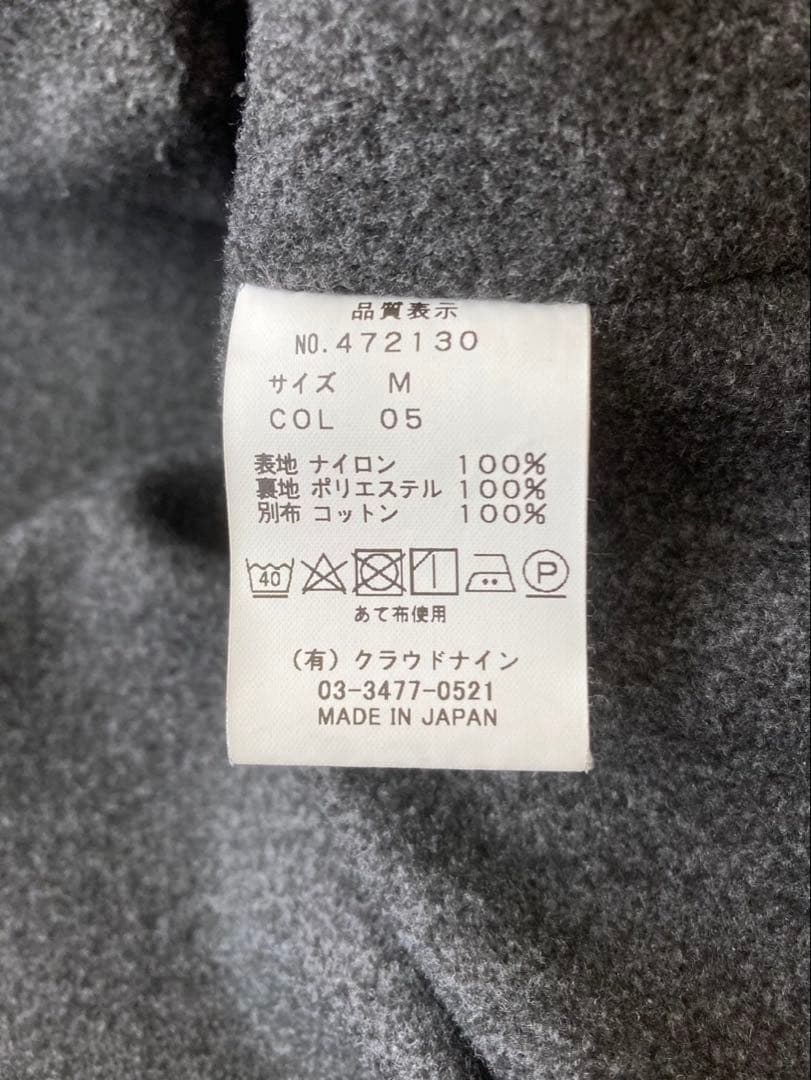 品質表示
NO.472130
サイズ M
COL 05
表地 ナイロン 100%
裏地 ポリエステル 100%
別布 コットン 100%
40 P
あて布使用
(有) クラウドナイン
03-3477-0521
MADE IN JAPAN